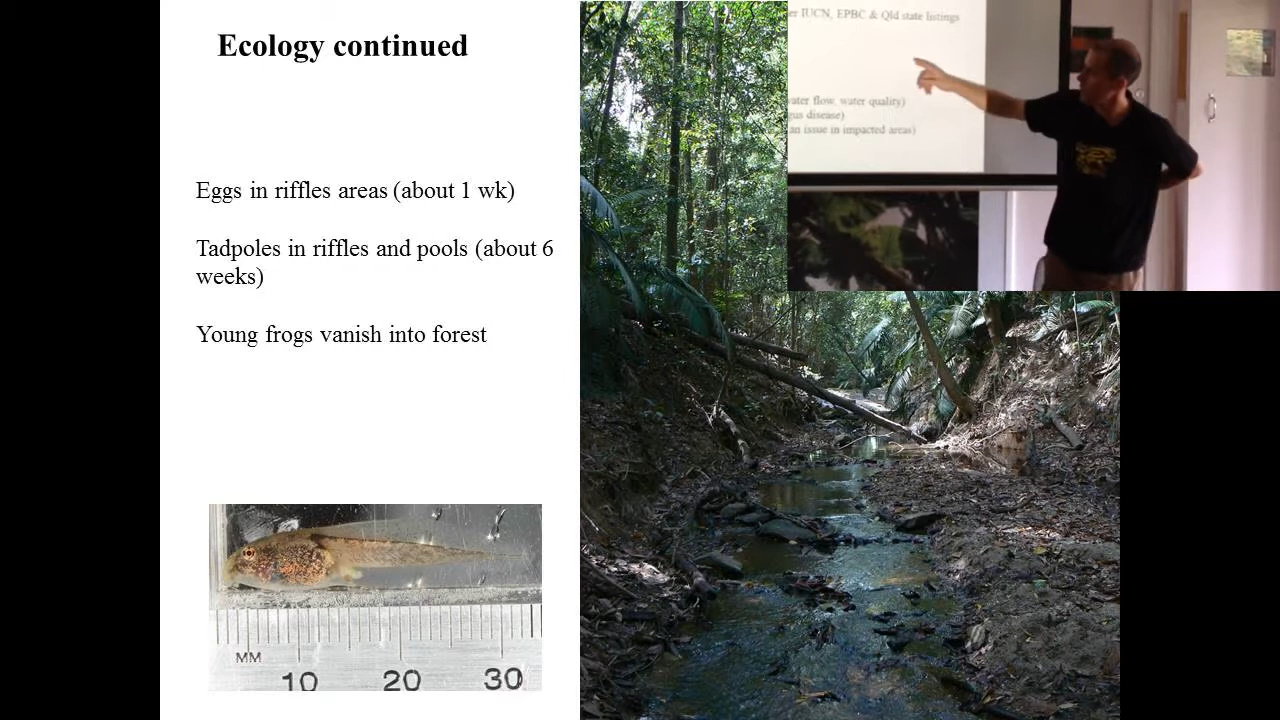 Ecology continued
Eggs in riffles areas (about 1 wk)
Tadpoles in riffles and pools (about 6
weeks)
Young frogs vanish into forest
MM
10 20 30
IUCN, EPBC & Qld state listings
water flow, water quality)
disease)
an issue in impacted areas)